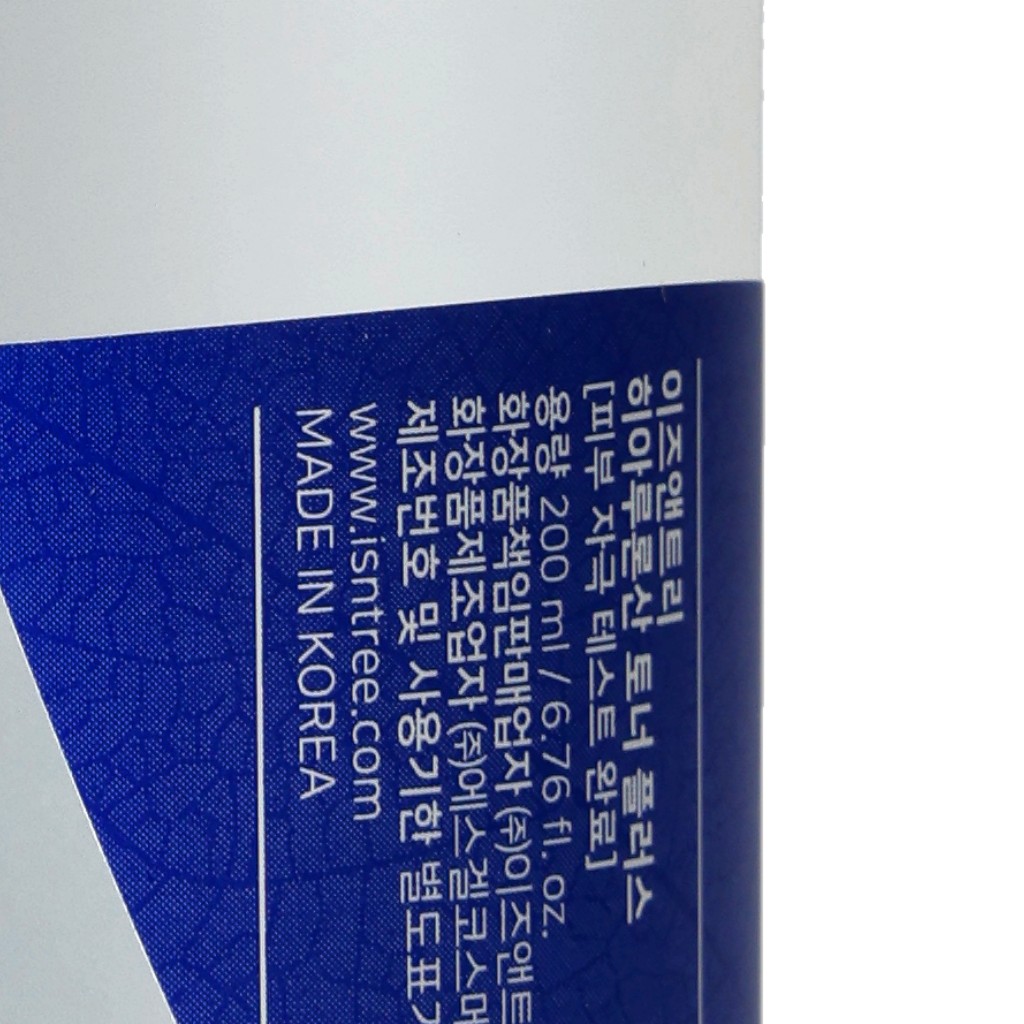 이즈앤트리
히아루론산 토너 플러스
[피부 자극 테스트 완료]
용량 200 ml / 6.76 fl. oz.
화장품책임판매업자 (주)이즈앤트
화장품제조업자 (주)에스겔코스메
제조번호 및 사용기한 별도표기
www.isntree.com
MADE IN KOREA